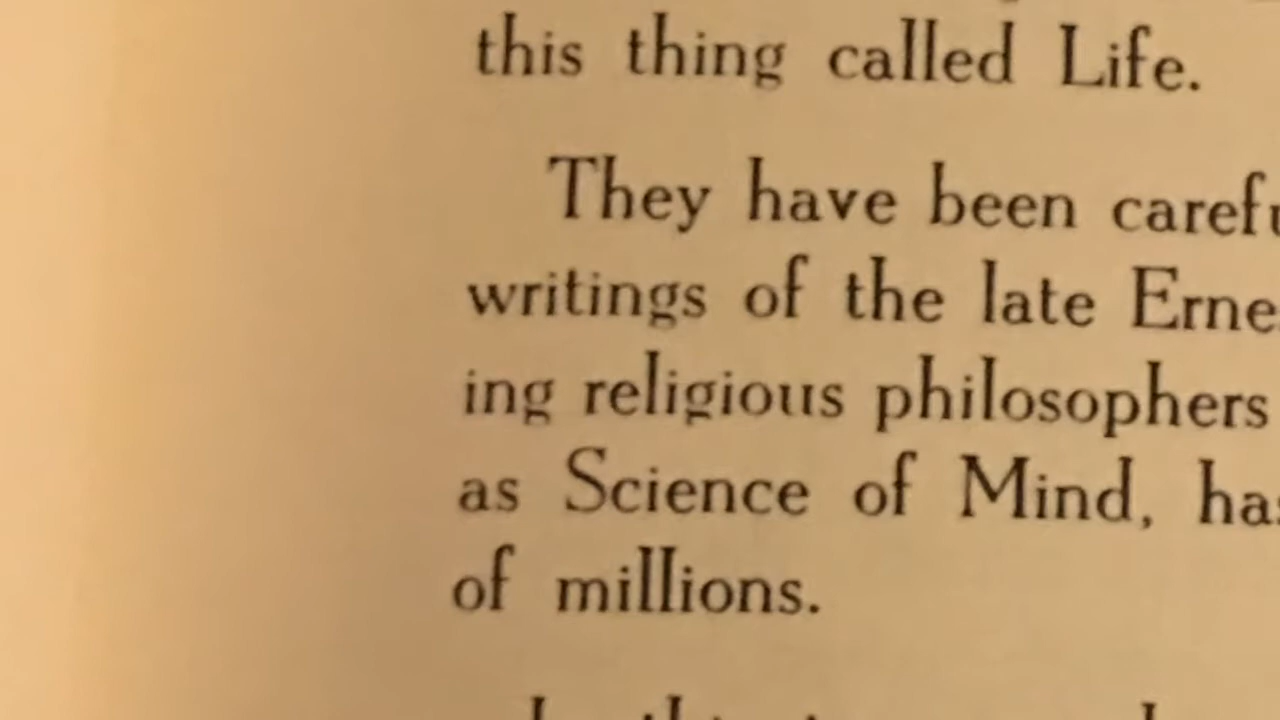 this thing called Life.
They have been carefu
writings of the late Erne
ing religious philosophers
as Science of Mind, has
of millions.